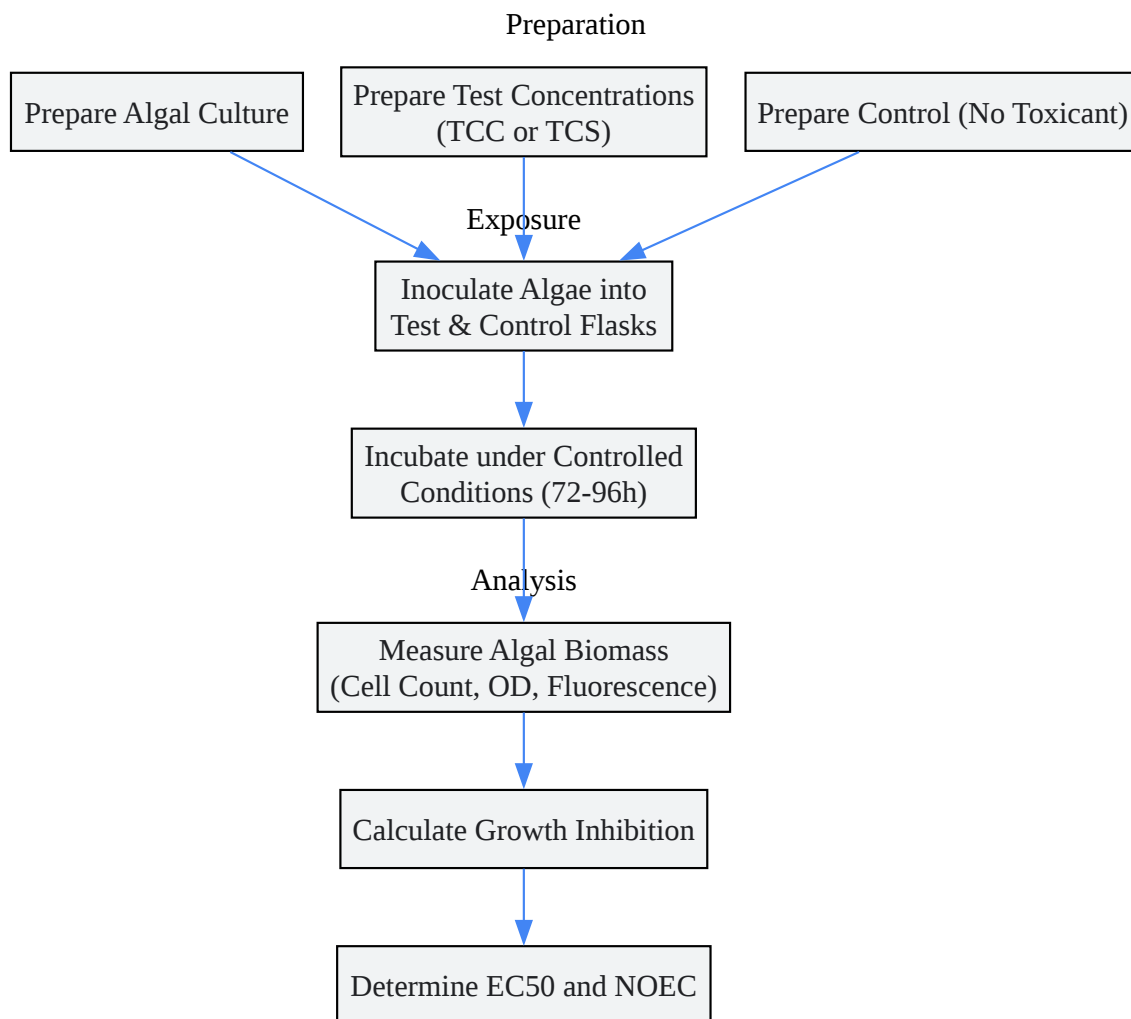 Preparation
Prepare Algal Culture
Prepare Test Concentrations
(TCC or TCS)
Prepare Control (No Toxicant)
Exposure
Inoculate Algae into
Test & Control Flasks
Incubate under Controlled
Conditions (72-96h)
Analysis
Measure Algal Biomass
(Cell Count, OD, Fluorescence)
Calculate Growth Inhibition
Determine EC50 and NOEC